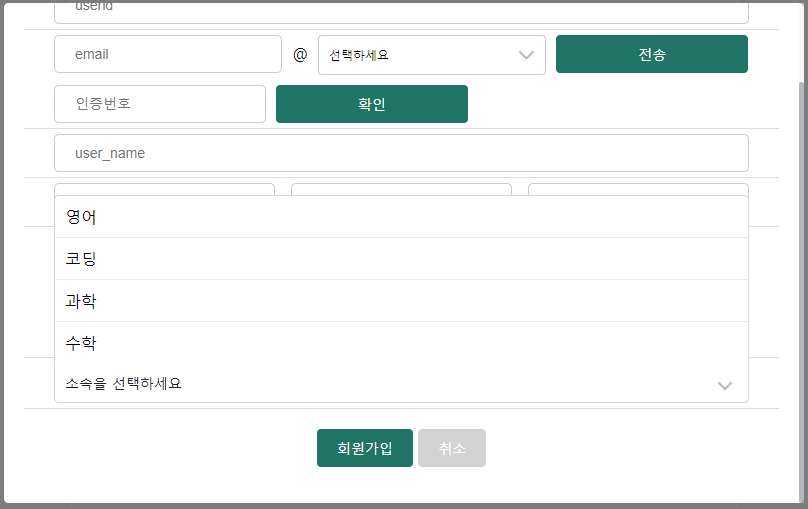 userid
email @ 선택하세요 전송
인증번호 확인
user_name
영어
코딩
과학
수학
소속을 선택하세요
회원가입 취소